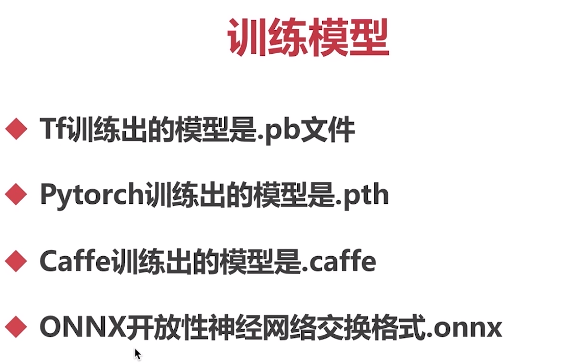 训练模型
Tf训练出的模型是.pb文件
Pytorch训练出的模型是.pth
Caffe训练出的模型是.caffe
ONNX开放性神经网络交换格式.onnx